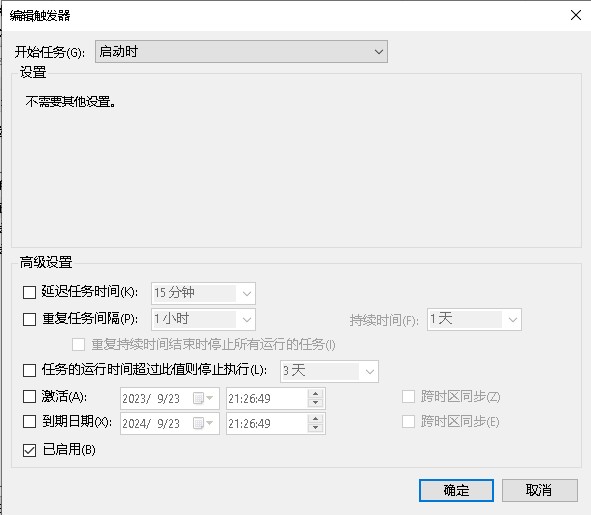 编辑触发器
开始任务(G): 启动时
设置
不需要其他设置。
高级设置
延迟任务时间(K): 15 分钟
重复任务间隔(P): 1 小时 持续时间(F): 1 天
重复持续时间结束时停止所有运行的任务(I)
任务的运行时间超过此值则停止执行(L): 3 天
激活(A): 2023/ 9/23 21:26:49 跨时区同步(Z)
到期日期(X): 2024/ 9/23 21:26:49 跨时区同步(E)
已启用(B)
确定 取消